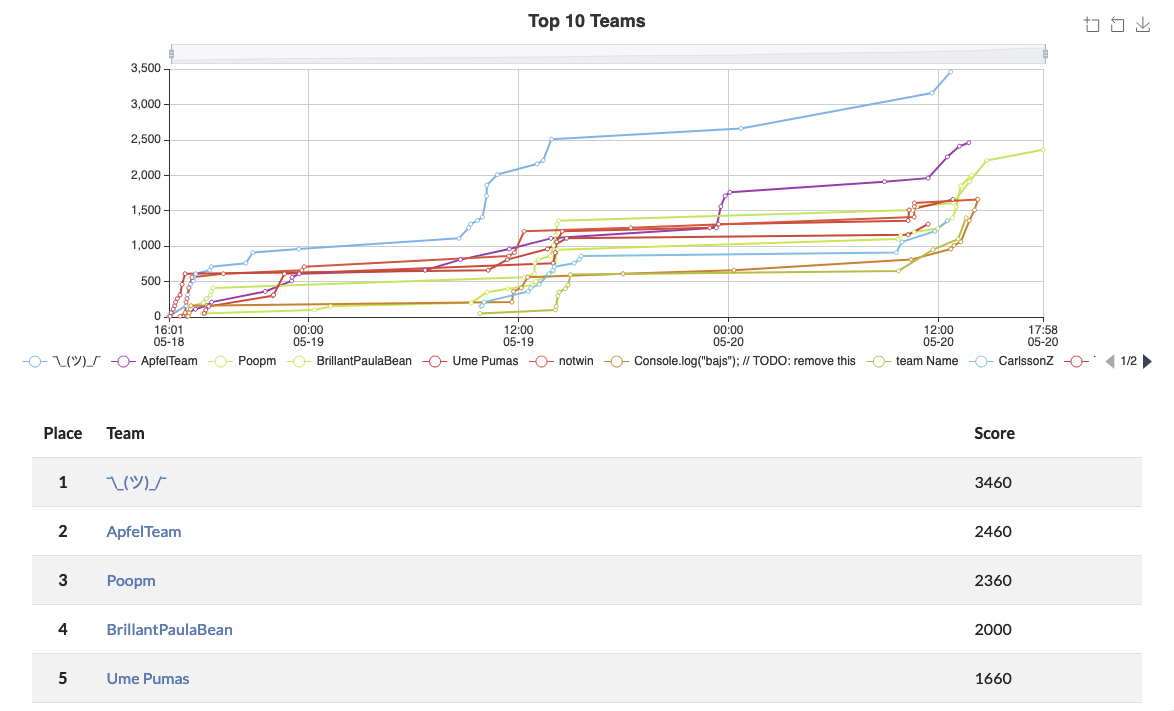 Top 10 Teams
3,500
3,000
2,500
2,000
1,500
1,000
500
0
16:01 00:00 12:00 00:00 12:00 17:58
05-18 05-19 05-19 05-20 05-20 05-20
¯\_(ツ)_/¯ ApfelTeam Poopm BrillantPaulaBean Ume Pumas notwin Console.log("bajs"); // TODO: remove this team Name CarlssonZ 1/2
Place Team Score
1 ¯\_(ツ)_/¯ 3460
2 ApfelTeam 2460
3 Poopm 2360
4 BrillantPaulaBean 2000
5 Ume Pumas 1660